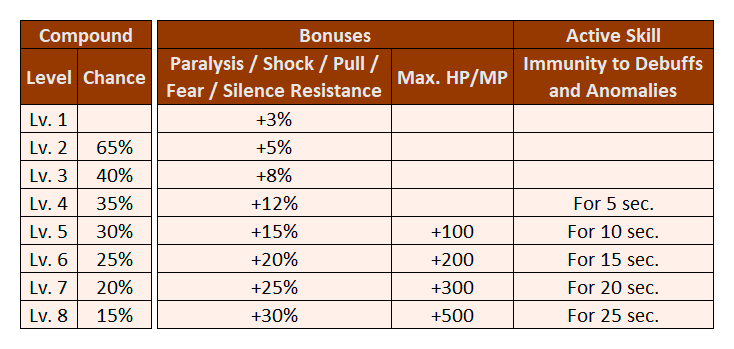 Compound Bonuses Active Skill
Level Chance Paralysis / Shock / Pull / Fear / Silence Resistance Max. HP/MP Immunity to Debuffs and Anomalies
Lv. 1 +3%
Lv. 2 65% +5%
Lv. 3 40% +8%
Lv. 4 35% +12% For 5 sec.
Lv. 5 30% +15% +100 For 10 sec.
Lv. 6 25% +20% +200 For 15 sec.
Lv. 7 20% +25% +300 For 20 sec.
Lv. 8 15% +30% +500 For 25 sec.